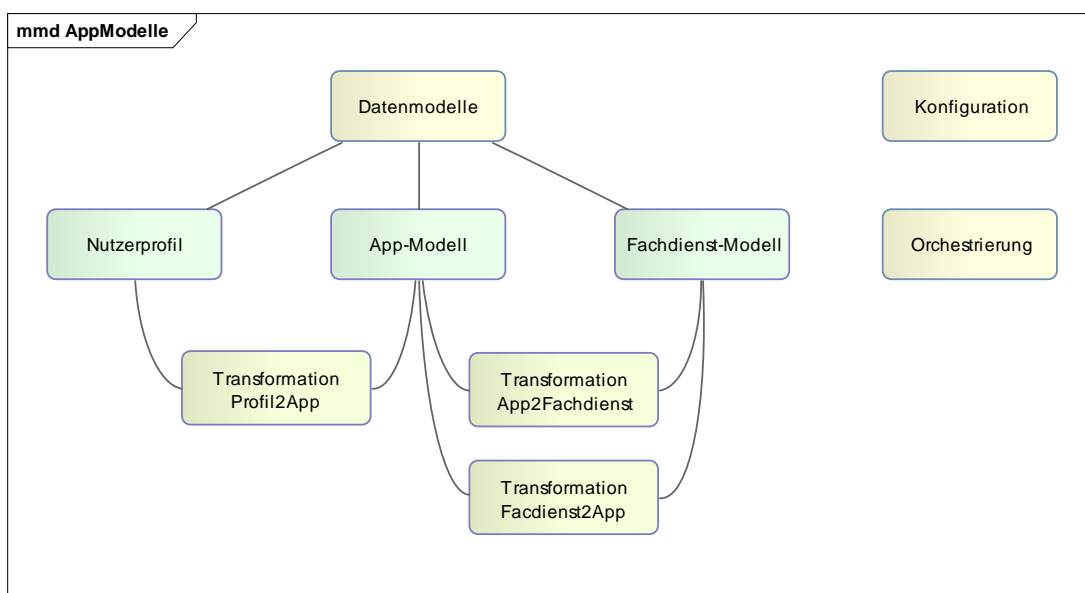 mmd AppModelle
Datenmodelle
Konfiguration
Nutzerprofil
App-Modell
Fachdienst-Modell
Orchestrierung
Transformation
Profil2App
Transformation
App2Fachdienst
Transformation
Facdienst2App